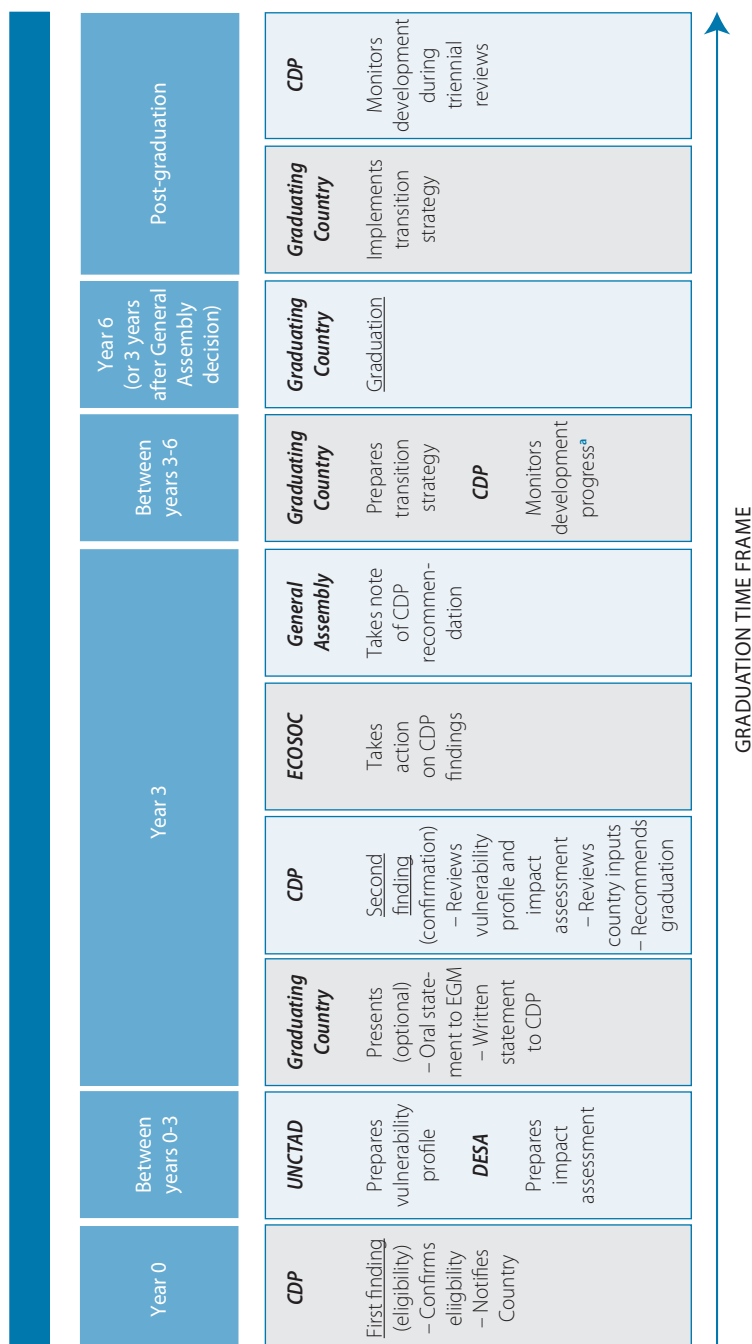 Year 0
Between
years 0-3
Year 3
Between
years 3-6
Year 6
(or 3 years
after General
Assembly
decision)
Post-graduation
CDP
First finding
(eligibility)
– Confirms
eliigbility
– Notifies
Country
UNCTAD
Prepares
vulnerability
profile
DESA
Prepares
impact
assessment
Graduating
Country
Presents
(optional)
– Oral state-
ment to EGM
– Written
statement
to CDP
CDP
Second
finding
(confirmation)
– Reviews
vulnerability
profile and
impact
assessment
– Reviews
country inputs
– Recommends
graduation
ECOSOC
Takes
action
on CDP
findings
General
Assembly
Takes note
of CDP
recommen-
dation
Graduating
Country
Prepares
transition
strategy
CDP
Monitors
development
progressᵃ
Graduating
Country
Graduation
Graduating
Country
Implements
transition
strategy
CDP
Monitors
development
during
triennial
reviews
GRADUATION TIME FRAME